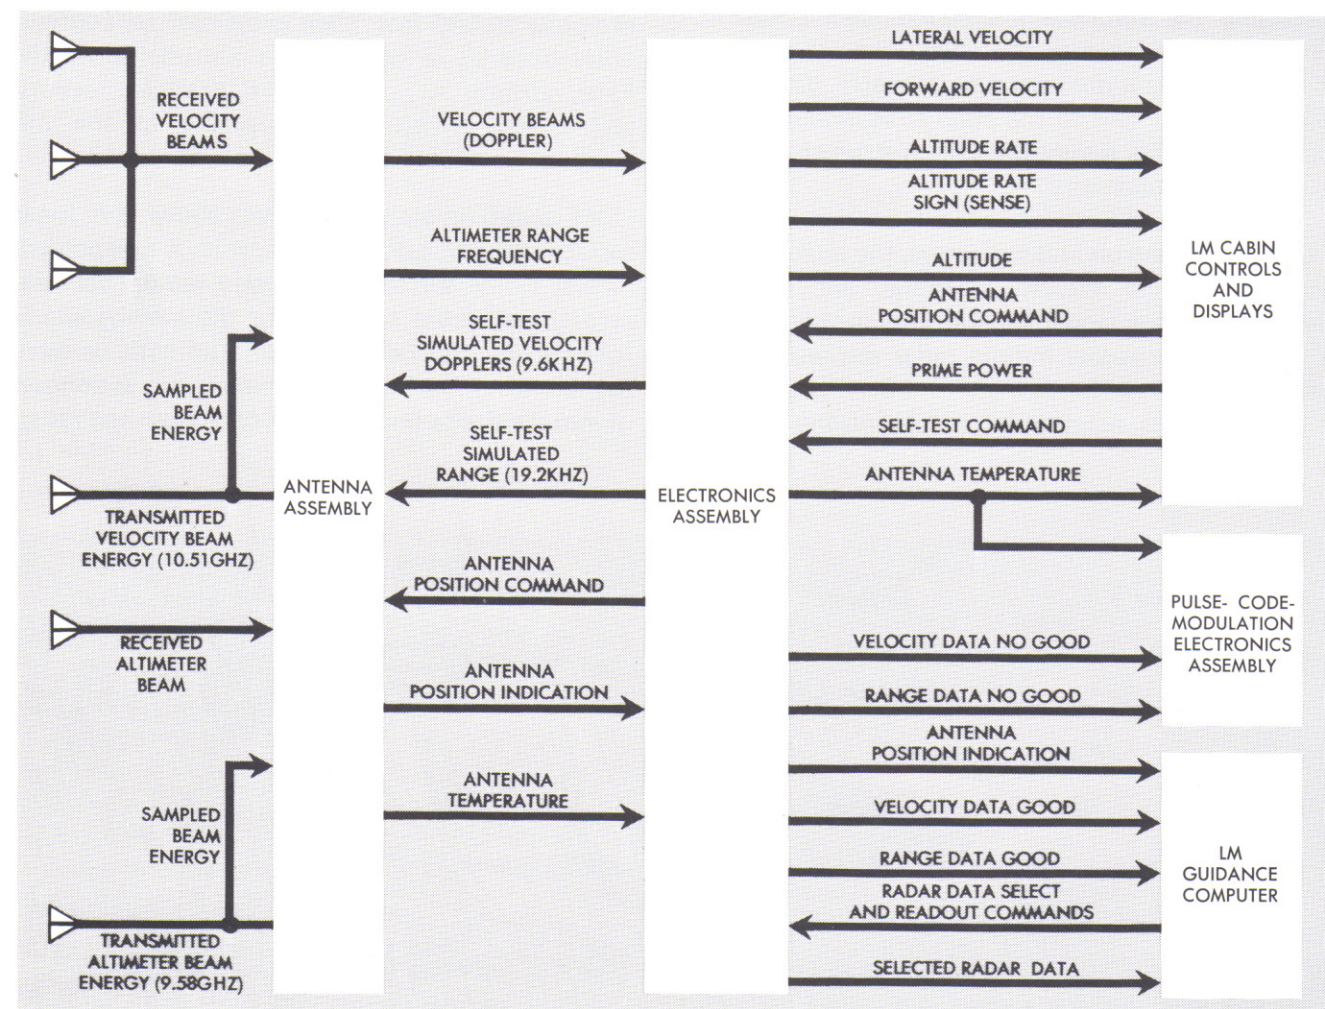 RECEIVED
VELOCITY
BEAMS
SAMPLED
BEAM
ENERGY
TRANSMITTED
VELOCITY BEAM
ENERGY (10.51GHZ)
RECEIVED
ALTIMETER
BEAM
SAMPLED
BEAM
ENERGY
TRANSMITTED
ALTIMETER BEAM
ENERGY (9.58GHZ)
ANTENNA
ASSEMBLY
VELOCITY BEAMS
(DOPPLER)
ALTIMETER RANGE
FREQUENCY
SELF-TEST
SIMULATED VELOCITY
DOPPLERS (9.6KHZ)
SELF-TEST
SIMULATED
RANGE (19.2KHZ)
ANTENNA
POSITION COMMAND
ANTENNA
POSITION INDICATION
ANTENNA
TEMPERATURE
ELECTRONICS
ASSEMBLY
LATERAL VELOCITY
FORWARD VELOCITY
ALTITUDE RATE
ALTITUDE RATE
SIGN (SENSE)
ALTITUDE
ANTENNA
POSITION COMMAND
PRIME POWER
SELF-TEST COMMAND
ANTENNA TEMPERATURE
VELOCITY DATA NO GOOD
RANGE DATA NO GOOD
ANTENNA
POSITION INDICATION
VELOCITY DATA GOOD
RANGE DATA GOOD
RADAR DATA SELECT
AND READOUT COMMANDS
SELECTED RADAR DATA
LM CABIN
CONTROLS
AND
DISPLAYS
PULSE- CODE-
MODULATION
ELECTRONICS
ASSEMBLY
LM
GUIDANCE
COMPUTER